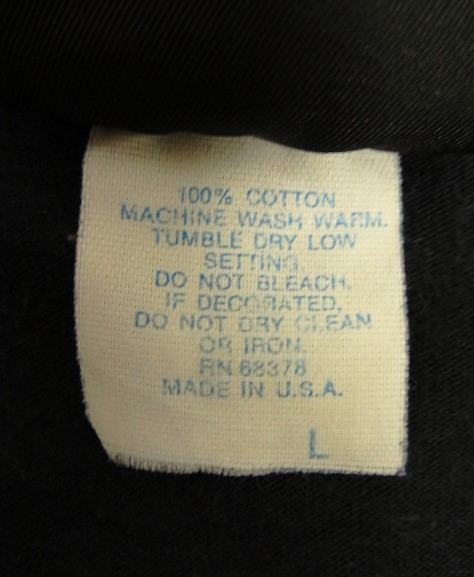 100% COTTON
MACHINE WASH WARM.
TUMBLE DRY LOW
SETTING.
DO NOT BLEACH.
IF DECORATED,
DO NOT DRY CLEAN
OR IRON.
RN 68378
MADE IN U.S.A.
L